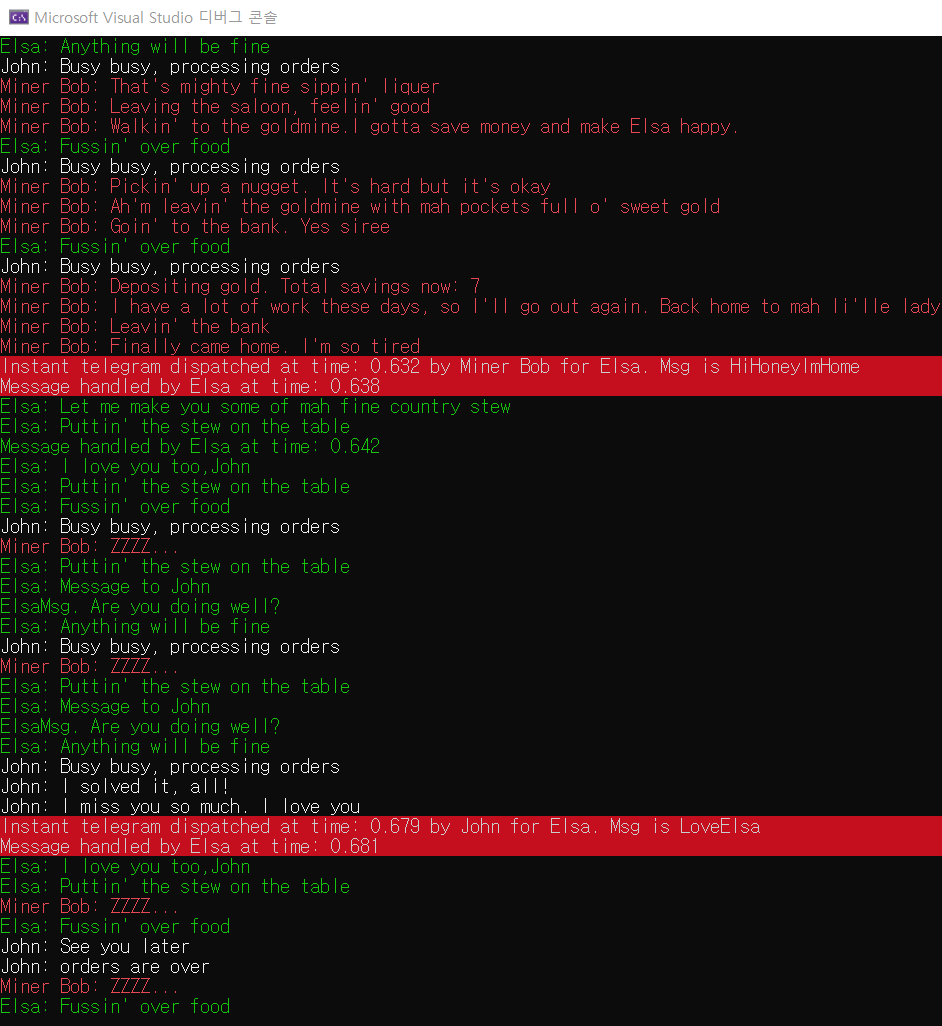 Microsoft Visual Studio 디버그 콘솔
Elsa: Anything will be fine
John: Busy busy, processing orders
Miner Bob: That's mighty fine sippin' liquer
Miner Bob: Leaving the saloon, feelin' good
Miner Bob: Walkin' to the goldmine.I gotta save money and make Elsa happy.
Elsa: Fussin' over food
John: Busy busy, processing orders
Miner Bob: Pickin' up a nugget. It's hard but it's okay
Miner Bob: Ah'm leavin' the goldmine with mah pockets full o' sweet gold
Miner Bob: Goin' to the bank. Yes siree
Elsa: Fussin' over food
John: Busy busy, processing orders
Miner Bob: Depositing gold. Total savings now: 7
Miner Bob: I have a lot of work these days, so I'll go out again. Back home to mah li'lle lady
Miner Bob: Leavin' the bank
Miner Bob: Finally came home. I'm so tired
Instant telegram dispatched at time: 0.632 by Miner Bob for Elsa. Msg is HiHoneyImHome
Message handled by Elsa at time: 0.638
Elsa: Let me make you some of mah fine country stew
Elsa: Puttin' the stew on the table
Message handled by Elsa at time: 0.642
Elsa: I love you too,John
Elsa: Puttin' the stew on the table
Elsa: Fussin' over food
John: Busy busy, processing orders
Miner Bob: ZZZZ...
Elsa: Puttin' the stew on the table
Elsa: Message to John
ElsaMsg. Are you doing well?
Elsa: Anything will be fine
John: Busy busy, processing orders
Miner Bob: ZZZZ...
Elsa: Puttin' the stew on the table
Elsa: Message to John
ElsaMsg. Are you doing well?
Elsa: Anything will be fine
John: Busy busy, processing orders
John: I solved it, all!
John: I miss you so much. I love you
Instant telegram dispatched at time: 0.679 by John for Elsa. Msg is LoveElsa
Message handled by Elsa at time: 0.681
Elsa: I love you too,John
Elsa: Puttin' the stew on the table
Miner Bob: ZZZZ...
Elsa: Fussin' over food
John: See you later
John: orders are over
Miner Bob: ZZZZ...
Elsa: Fussin' over food